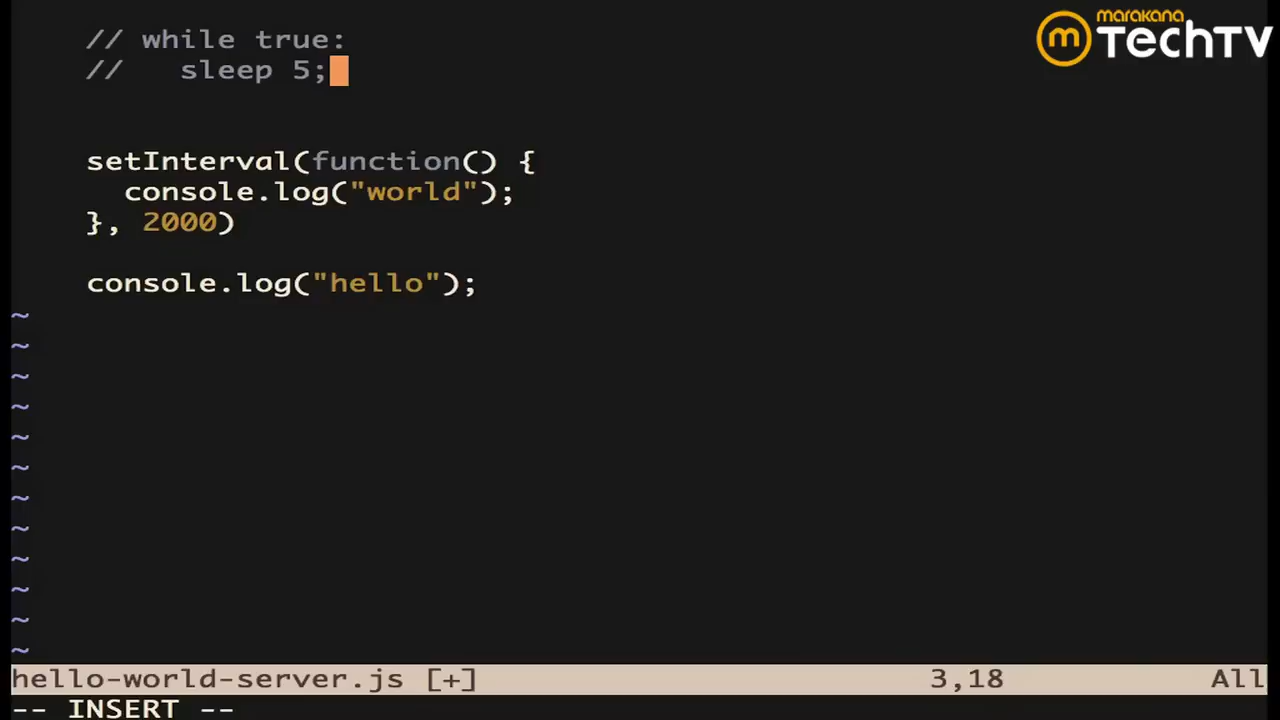 marakana
m TechTV
// while true:
//   sleep 5;
setInterval(function() {
  console.log("world");
}, 2000)
console.log("hello");
~
~
~
~
~
~
~
~
~
~
~
~
hello-world-server.js [+] 3,18 All
-- INSERT --